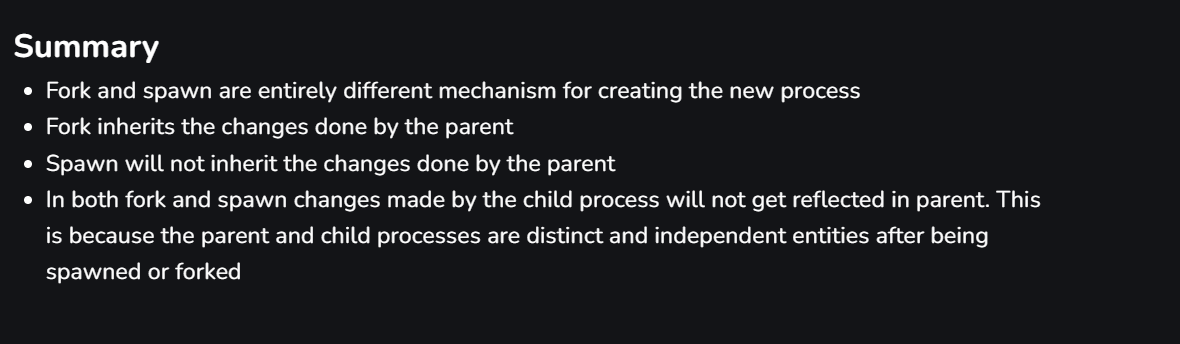 Summary
• Fork and spawn are entirely different mechanism for creating the new process
• Fork inherits the changes done by the parent
• Spawn will not inherit the changes done by the parent
• In both fork and spawn changes made by the child process will not get reflected in parent. This
is because the parent and child processes are distinct and independent entities after being
spawned or forked